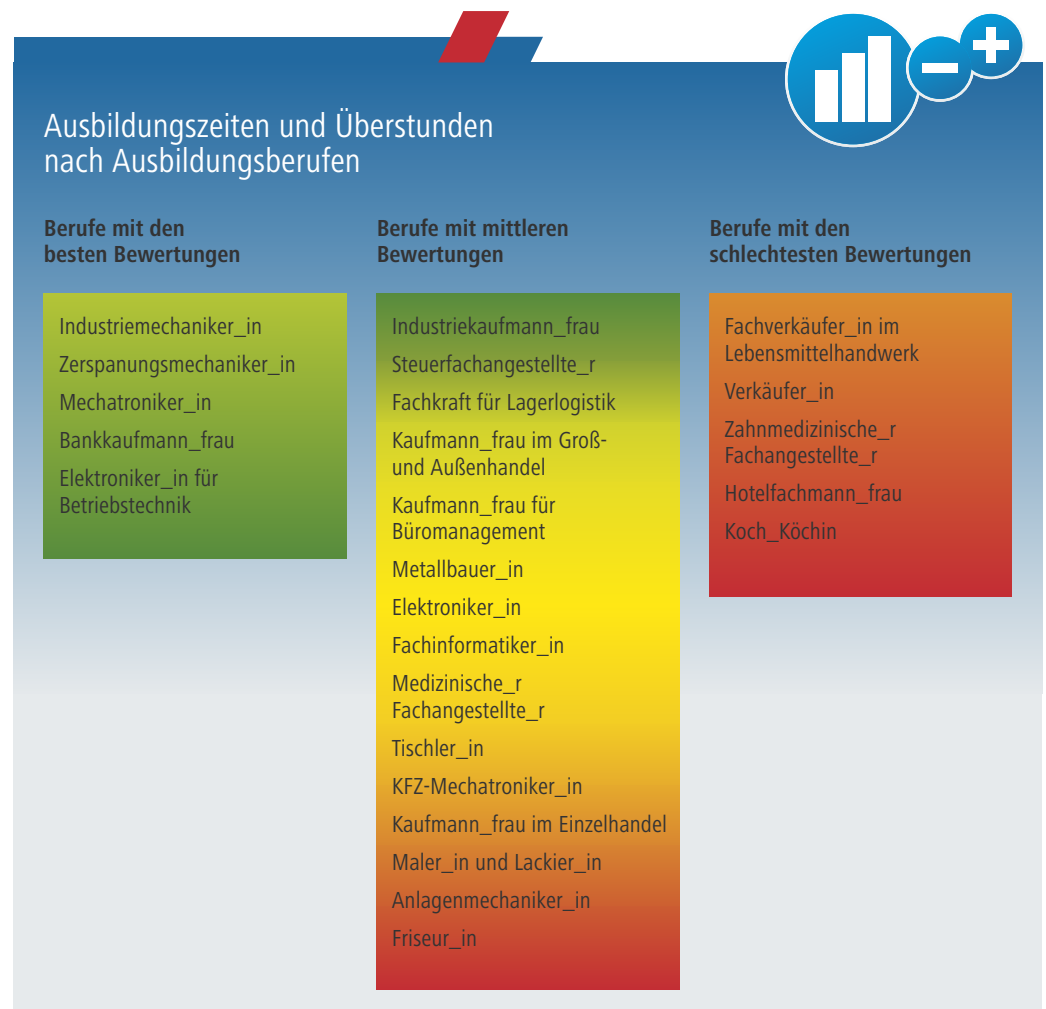 Ausbildungszeiten und Überstunden
nach Ausbildungsberufen
Berufe mit den
besten Bewertungen
Industriemechaniker_in
Zerspanungsmechaniker_in
Mechatroniker_in
Bankkaufmann_frau
Elektroniker_in für
Betriebstechnik
Berufe mit mittleren
Bewertungen
Industriekaufmann_frau
Steuerfachangestellte_r
Fachkraft für Lagerlogistik
Kaufmann_frau im Groß-
und Außenhandel
Kaufmann_frau für
Büromanagement
Metallbauer_in
Elektroniker_in
Fachinformatiker_in
Medizinische_r
Fachangestellte_r
Tischler_in
KFZ-Mechatroniker_in
Kaufmann_frau im Einzelhandel
Maler_in und Lackier_in
Anlagenmechaniker_in
Friseur_in
Berufe mit den
schlechtesten Bewertungen
Fachverkäufer_in im
Lebensmittelhandwerk
Verkäufer_in
Zahnmedizinische_r
Fachangestellte_r
Hotelfachmann_frau
Koch_Köchin